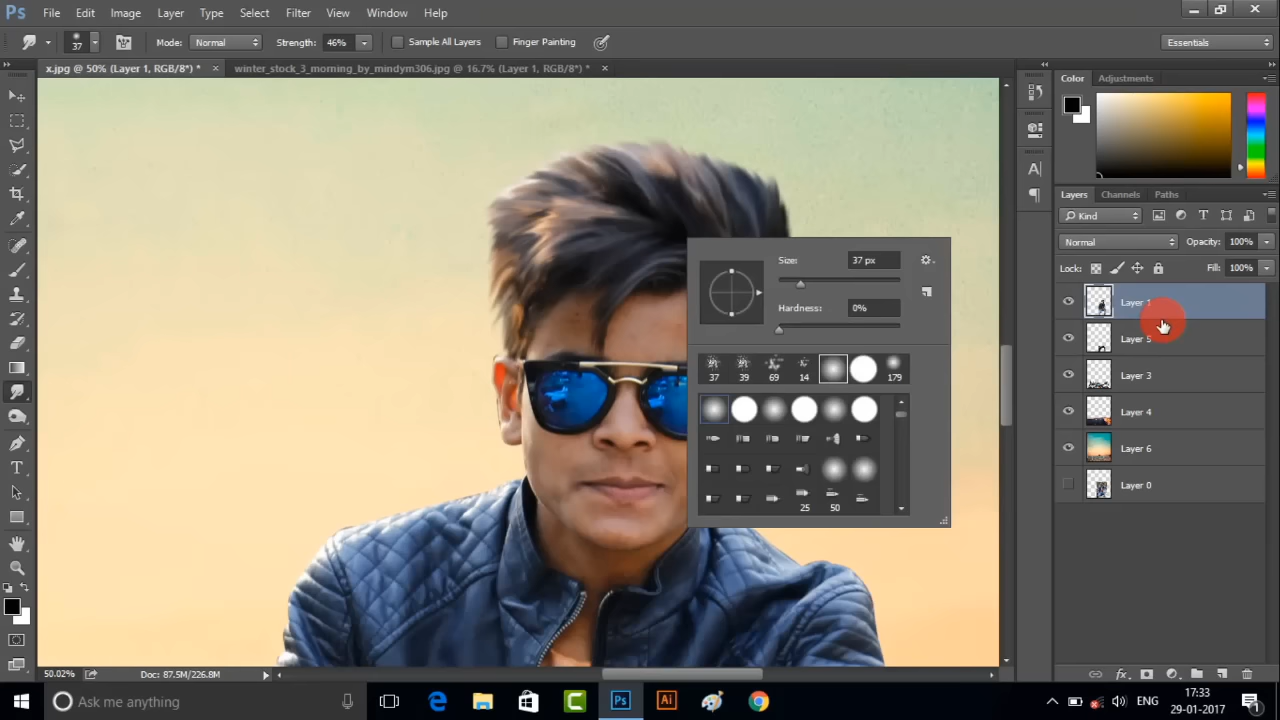 Ps File Edit Image Layer Type Select Filter View Window Help
37 Mode: Normal Strength: 46% Sample All Layers Finger Painting Essentials
x.jpg @ 50% (Layer 1, RGB/8*) * × winter_stock_3_morning_by_mindym306.jpg @ 16.7% (Layer 1, RGB/8*) * ×
Color Adjustments
Layers Channels Paths
Kind
Normal Opacity: 100%
Lock: Fill: 100%
Layer 1
Layer 5
Layer 3
Layer 4
Layer 6
Layer 0
Size: 37 px
Hardness: 0%
37 39 69 14 179
25 50
50.02% Doc: 87.5M/226.8M
Ask me anything
Ps Ai
ENG
17:33
29-01-2017
1